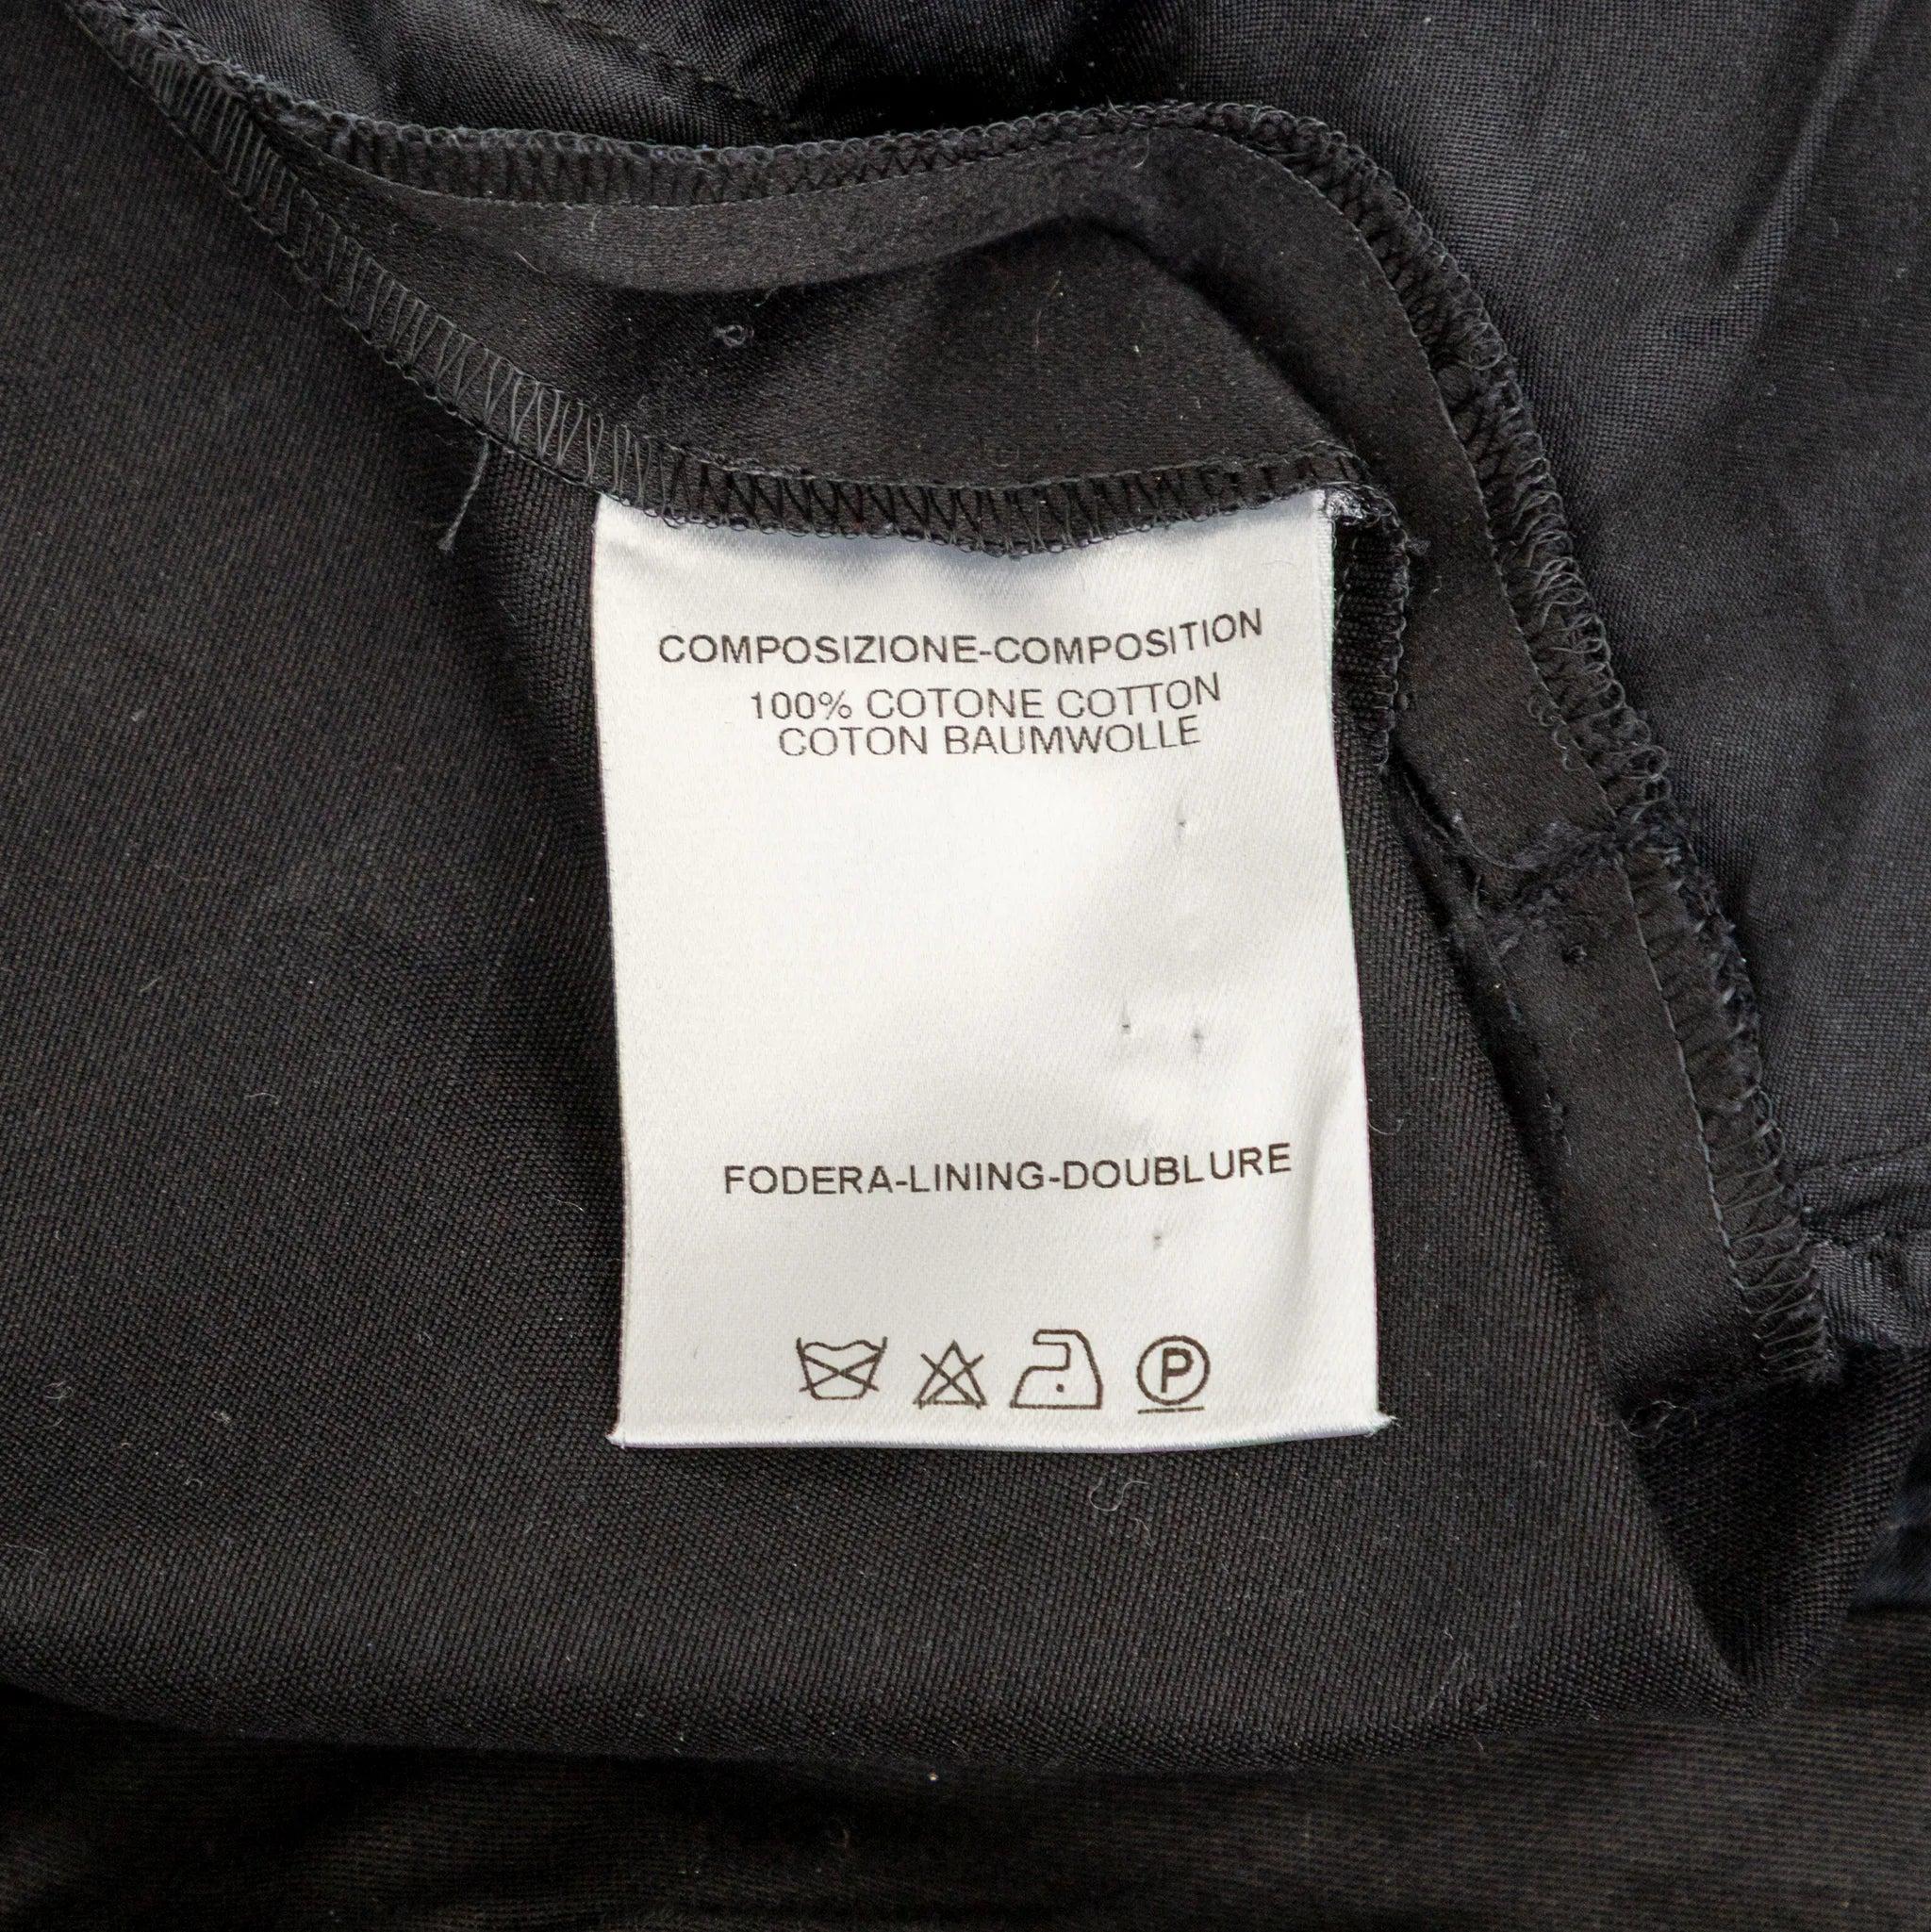 COMPOSIZIONE-COMPOSITION
100% COTONE COTTON
COTON BAUMWOLLE
FODERA-LINING-DOUBLURE
P